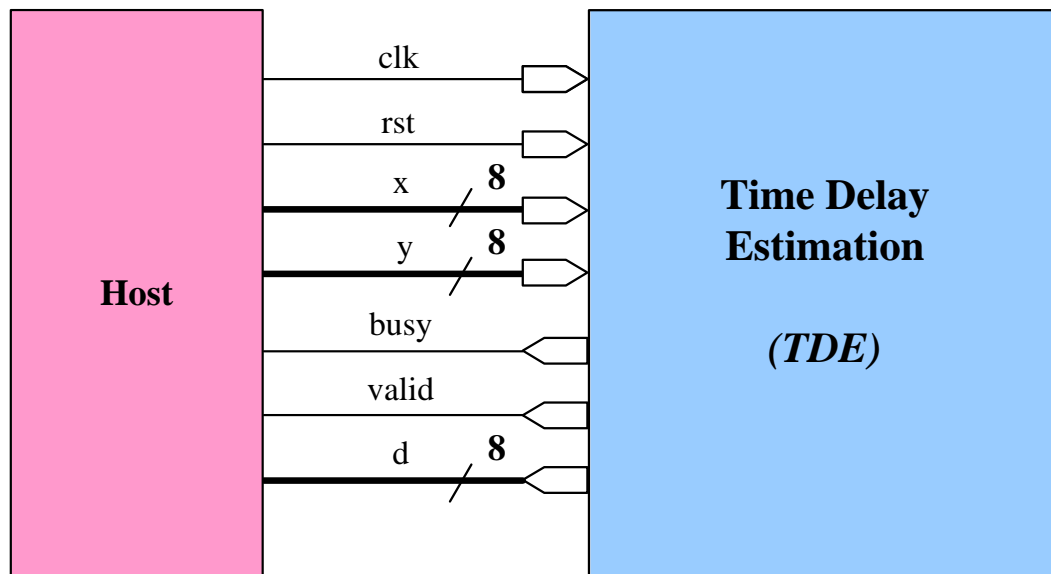 Host
clk
rst
x
8
y
8
busy
valid
d
8
Time Delay
Estimation
(TDE)